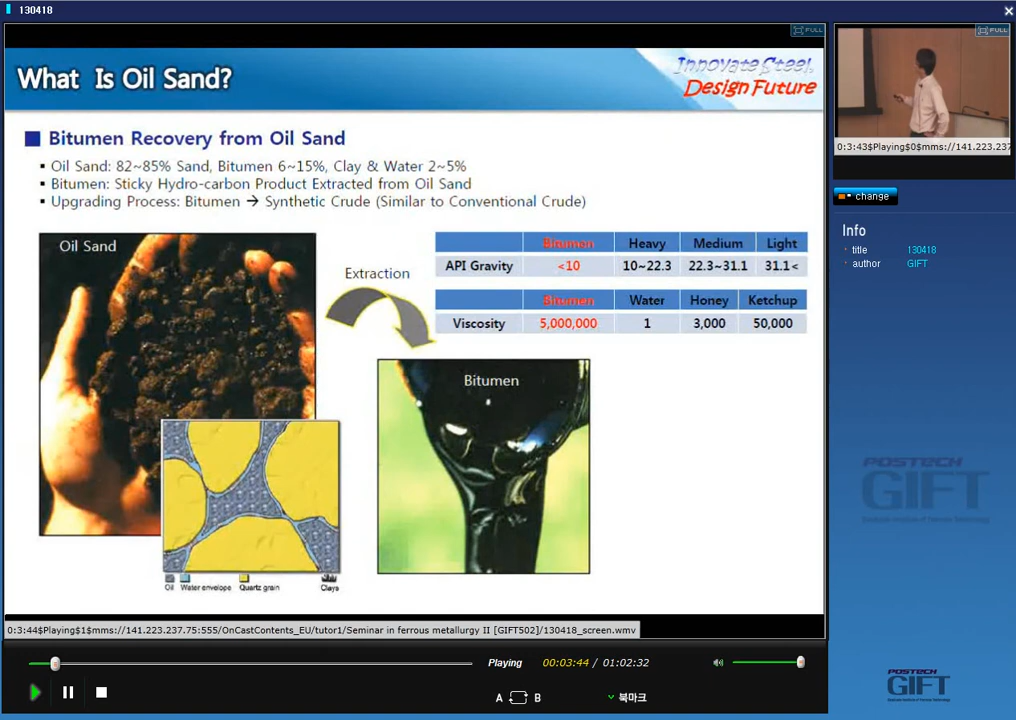 130418
FULL
What Is Oil Sand?
Innovate Steel,
Design Future
Bitumen Recovery from Oil Sand
▪ Oil Sand: 82~85% Sand, Bitumen 6~15%, Clay & Water 2~5%
▪ Bitumen: Sticky Hydro-carbon Product Extracted from Oil Sand
▪ Upgrading Process: Bitumen → Synthetic Crude (Similar to Conventional Crude)
Oil Sand
Extraction
Bitumen Heavy Medium Light
API Gravity <10 10~22.3 22.3~31.1 31.1<
Bitumen Water Honey Ketchup
Viscosity 5,000,000 1 3,000 50,000
Bitumen
Oil Water envelope Quartz grain Clays
0:3:44$Playing$1$mms://141.223.237.75:555/OnCastContents_EU/tutor1/Seminar in ferrous metallurgy II [GIFT502]/130418_screen.wmv
Playing 00:03:44 / 01:02:32
A B 북마크
FULL
0:3:43$Playing$0$mms://141.223.237
change
Info
title 130418
author GIFT
POSTECH
GIFT
POSTECH
GIFT